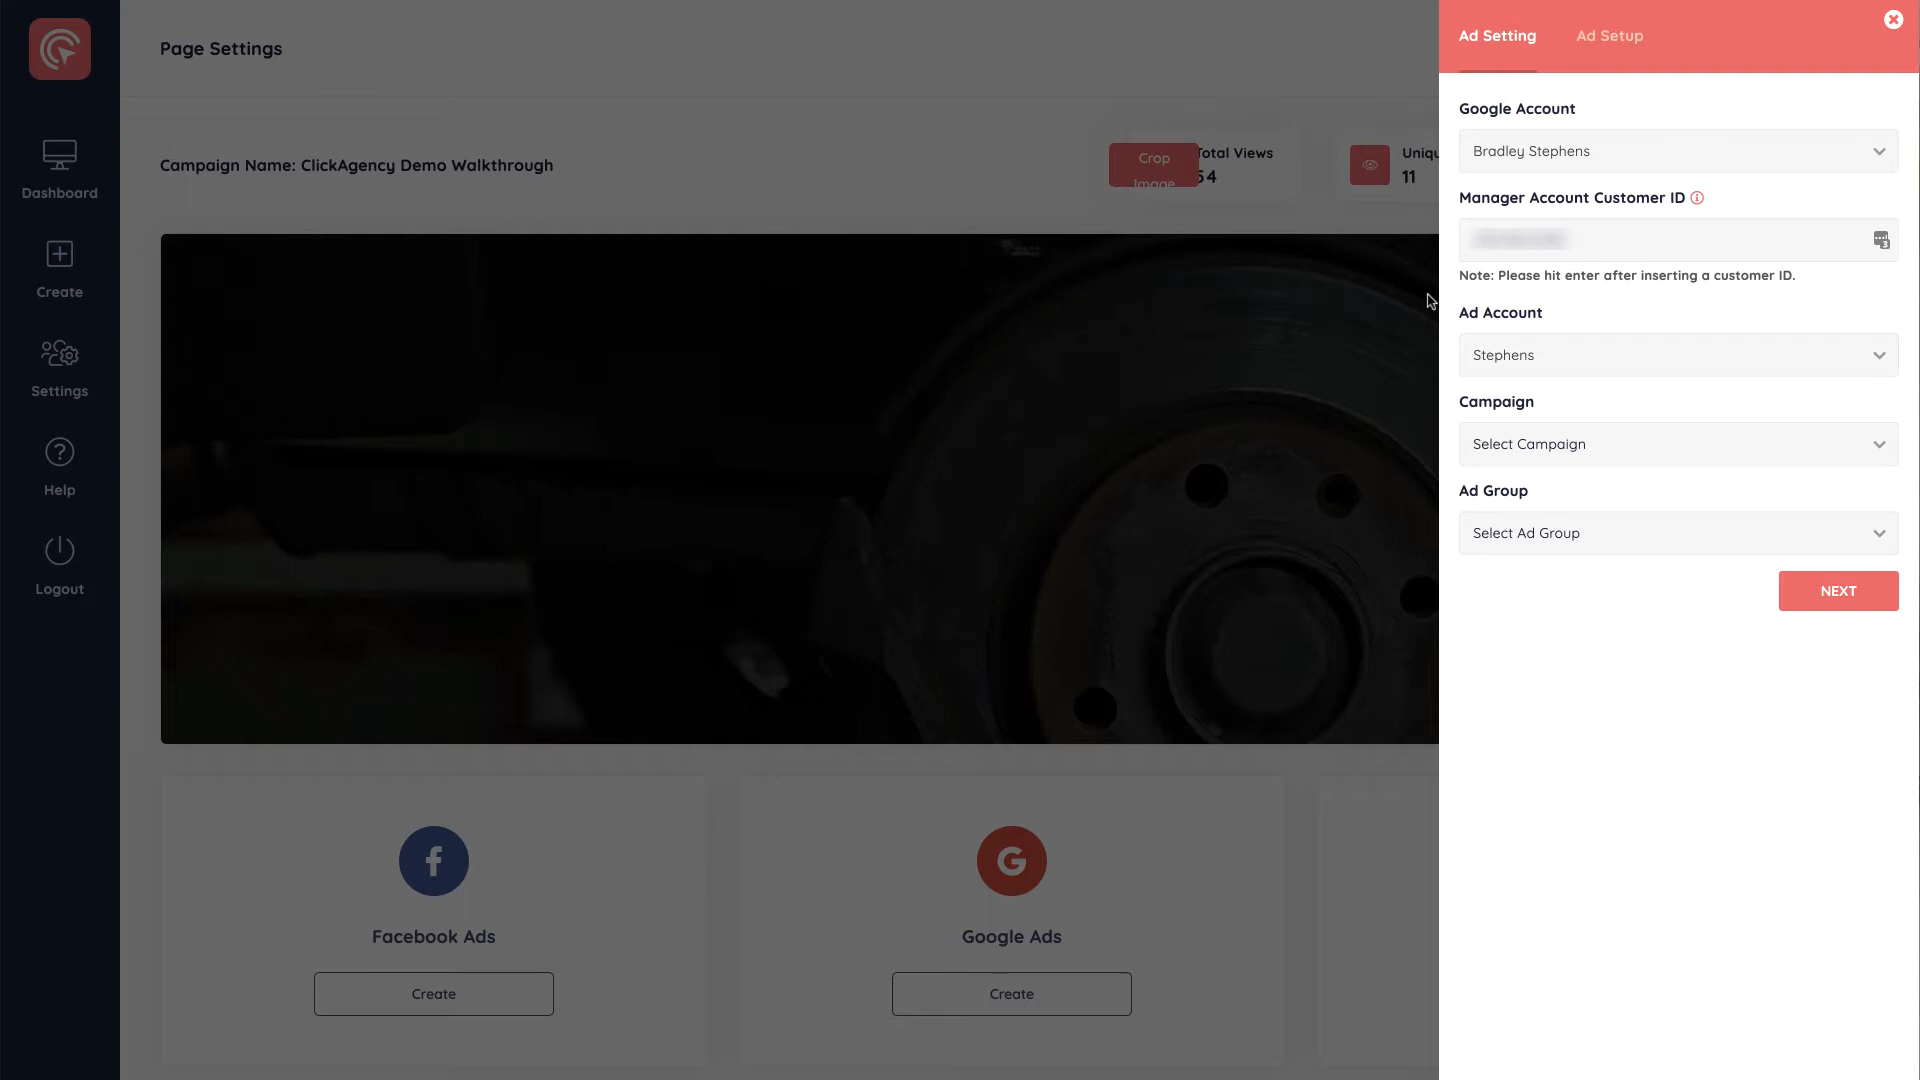 Page Settings
Dashboard
Create
Settings
Help
Logout
Campaign Name: ClickAgency Demo Walkthrough
Crop
Image
Total Views
54
Uniqu
11
Facebook Ads
Create
Google Ads
Create
Ad Setting
Ad Setup
Google Account
Bradley Stephens
Manager Account Customer ID
Note: Please hit enter after inserting a customer ID.
Ad Account
Stephens
Campaign
Select Campaign
Ad Group
Select Ad Group
NEXT